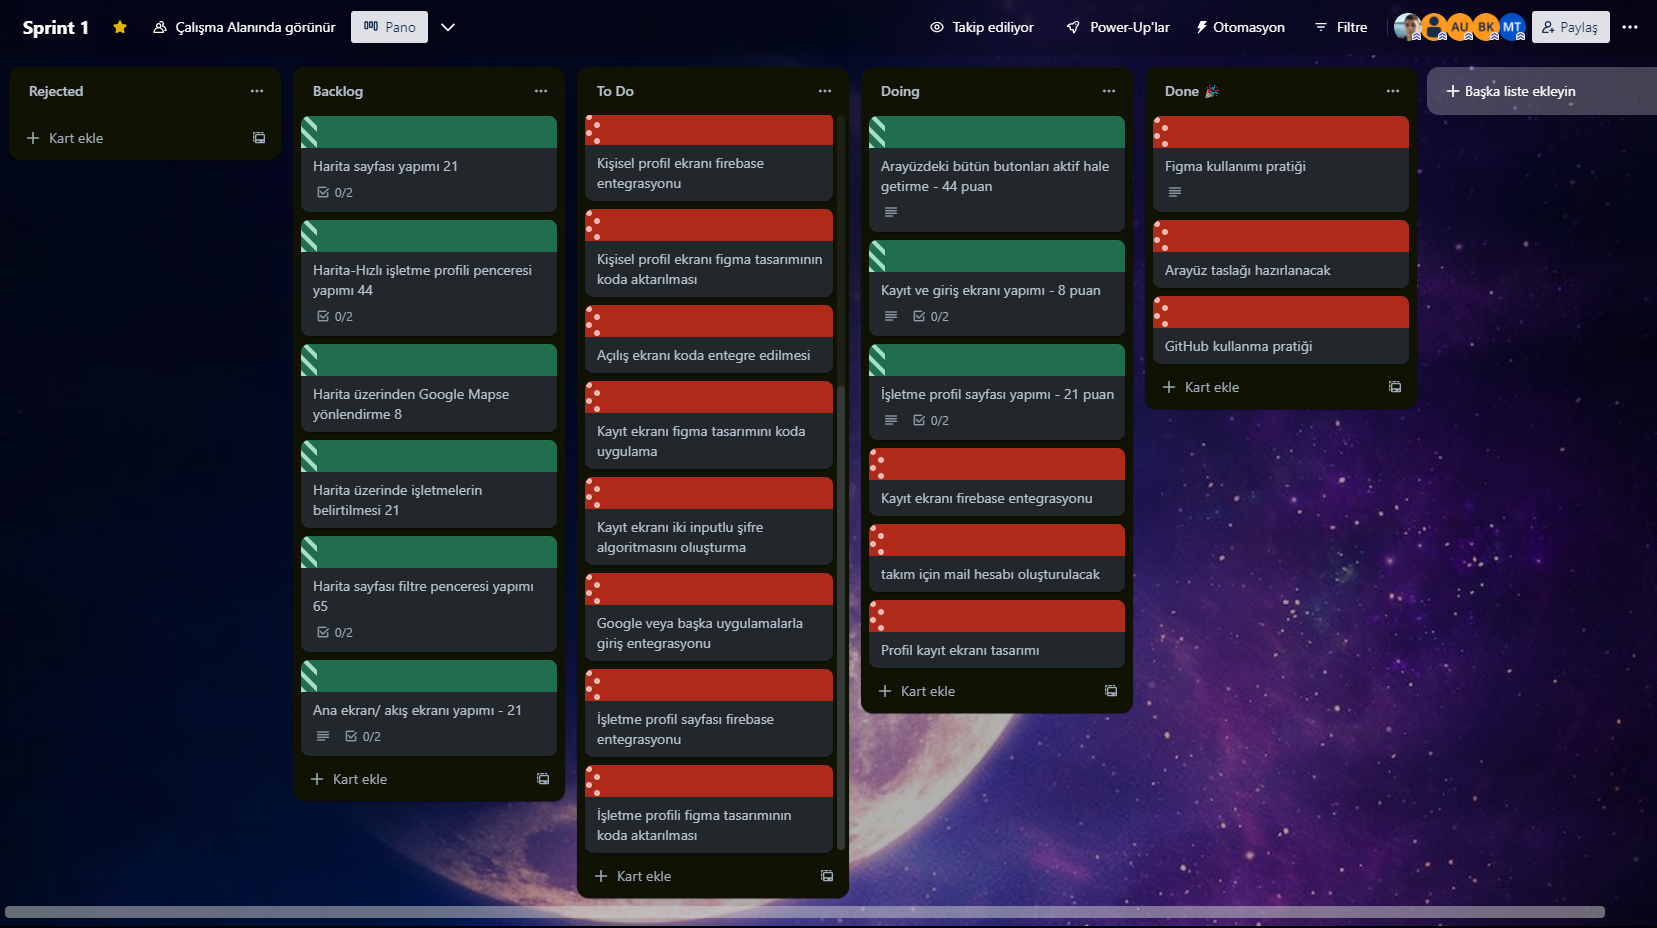 Sprint 1
Çalışma Alanında görünür
Pano
Takip ediliyor
Power-Up'lar
Otomasyon
Filtre
AU
BK
MT
Paylaş
Rejected
Kart ekle
Backlog
Harita sayfası yapımı 21
0/2
Harita-Hızlı işletme profili penceresi
yapımı 44
0/2
Harita üzerinden Google Mapse
yönlendirme 8
Harita üzerinde işletmelerin
belirtilmesi 21
Harita sayfası filtre penceresi yapımı
65
0/2
Ana ekran/ akış ekranı yapımı - 21
0/2
Kart ekle
To Do
Kişisel profil ekranı firebase
entegrasyonu
Kişisel profil ekranı figma tasarımının
koda aktarılması
Açılış ekranı koda entegre edilmesi
Kayıt ekranı figma tasarımını koda
uygulama
Kayıt ekranı iki inputlu şifre
algoritmasını olııuşturma
Google veya başka uygulamalarla
giriş entegrasyonu
İşletme profil sayfası firebase
entegrasyonu
İşletme profili figma tasarımının
koda aktarılması
Kart ekle
Doing
Arayüzdeki bütün butonları aktif hale
getirme - 44 puan
Kayıt ve giriş ekranı yapımı - 8 puan
0/2
İşletme profil sayfası yapımı - 21 puan
0/2
Kayıt ekranı firebase entegrasyonu
takım için mail hesabı oluşturulacak
Profil kayıt ekranı tasarımı
Kart ekle
Done 🎉
Figma kullanımı pratiği
Arayüz taslağı hazırlanacak
GitHub kullanma pratiği
Kart ekle
Başka liste ekleyin